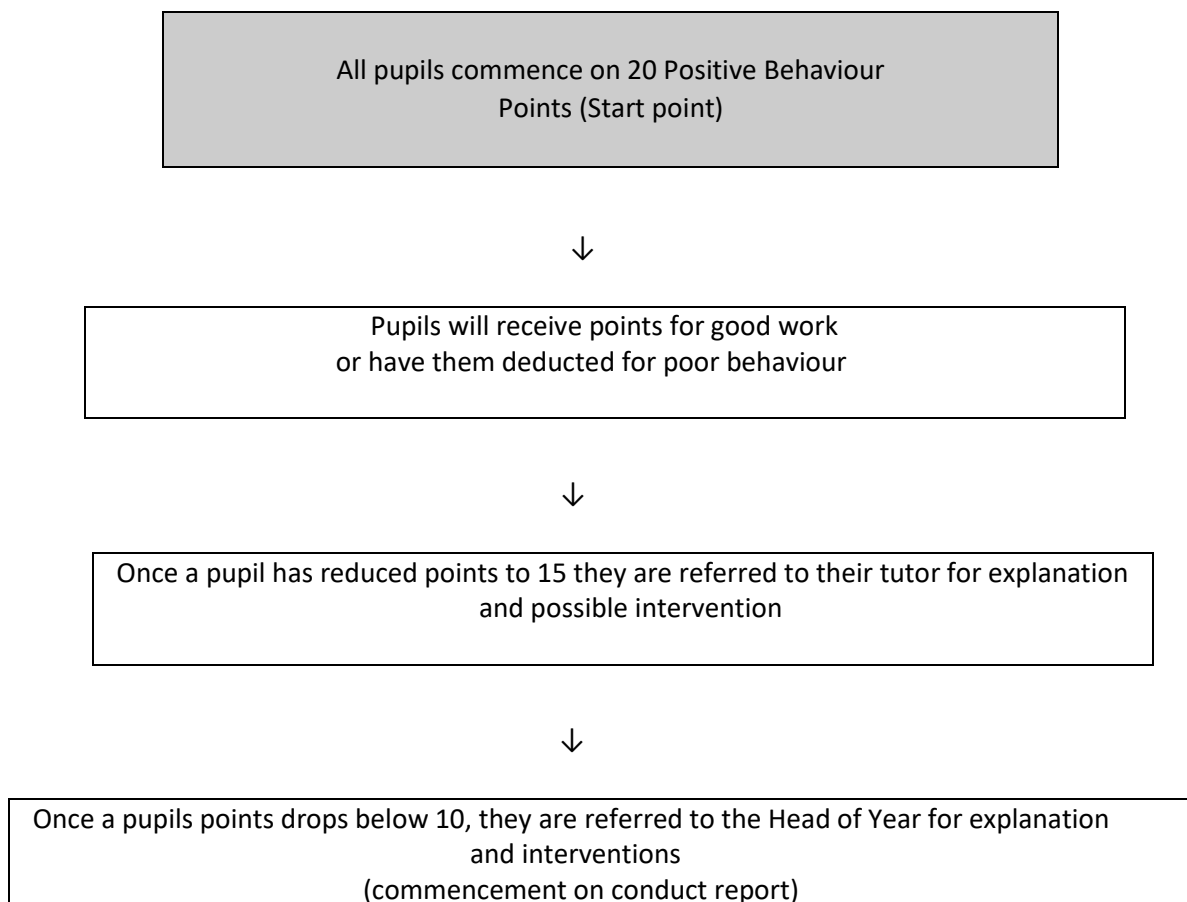 All pupils commence on 20 Positive Behaviour
Points (Start point)
↓
Pupils will receive points for good work
or have them deducted for poor behaviour
↓
Once a pupil has reduced points to 15 they are referred to their tutor for explanation
and possible intervention
↓
Once a pupils points drops below 10, they are referred to the Head of Year for explanation
and interventions
(commencement on conduct report)